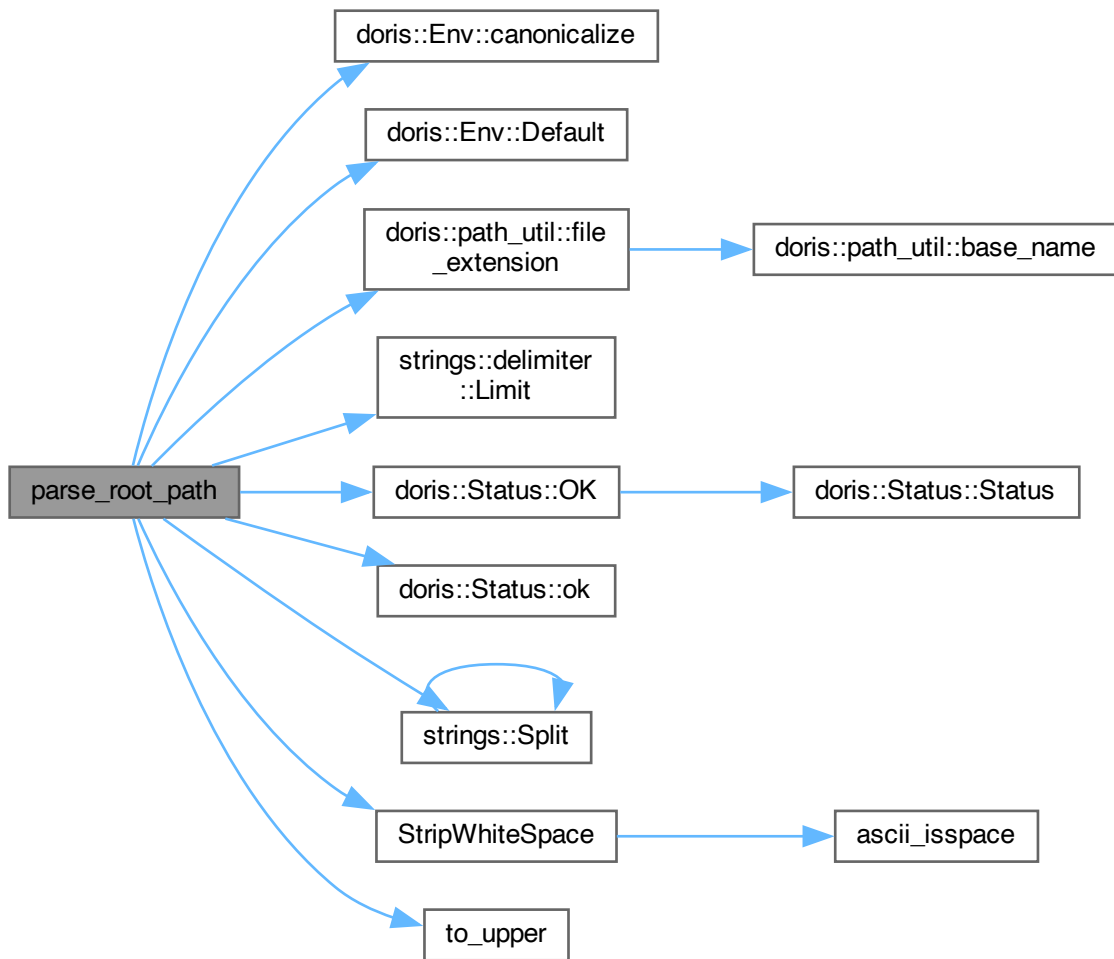 doris::Env::canonicalize
doris::Env::Default
doris::path_util::file
_extension
doris::path_util::base_name
strings::delimiter
::Limit
parse_root_path
doris::Status::OK
doris::Status::Status
doris::Status::ok
strings::Split
StripWhiteSpace
ascii_isspace
to_upper